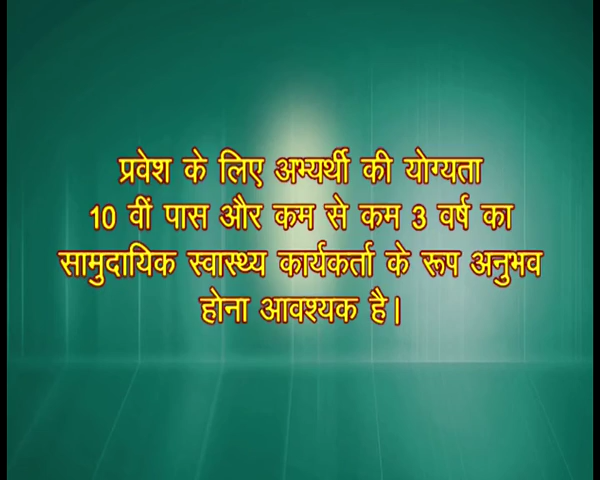 प्रवेश के लिए अभ्यर्थी की योग्यता
10 वीं पास और कम से कम 3 वर्ष का
सामुदायिक स्वास्थ्य कार्यकर्ता के रूप अनुभव
होना आवश्यक है।